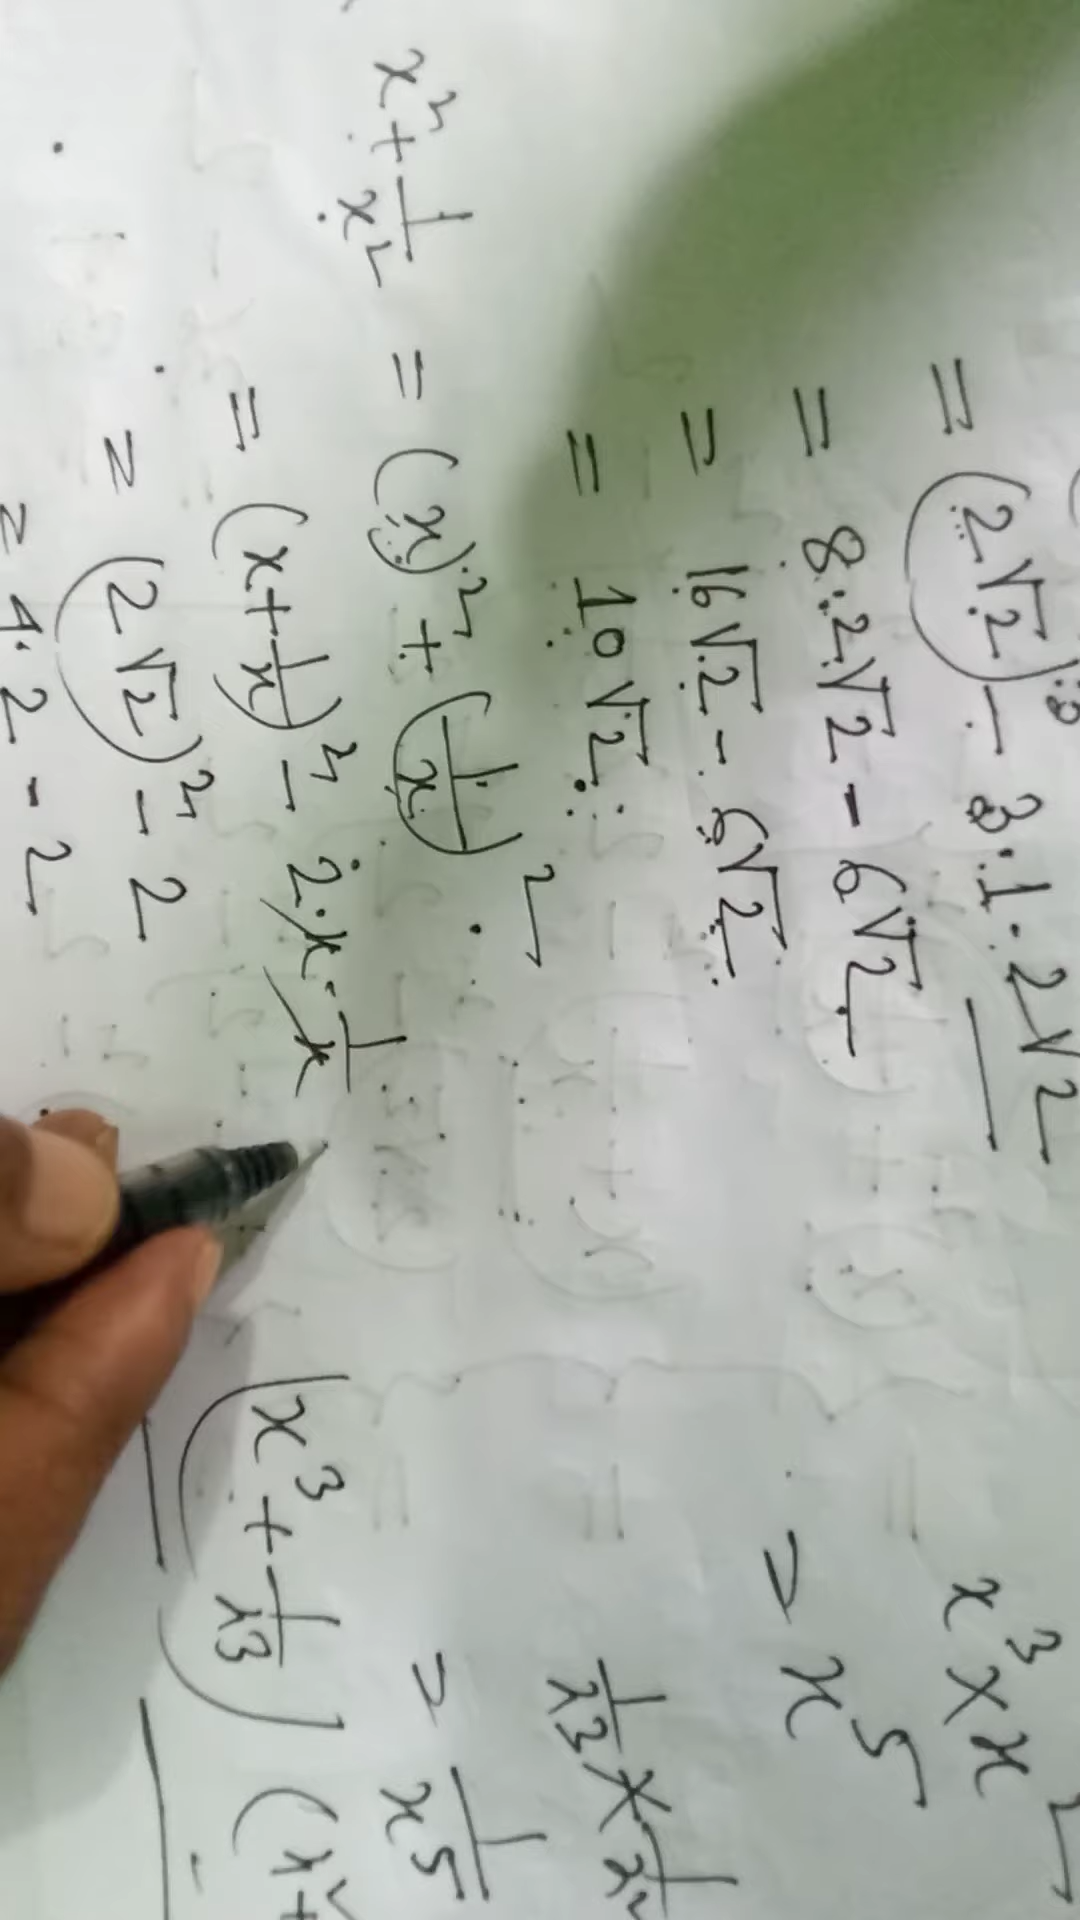 = (2√2)³ - 3·1·2√2
= 8·2√2 - 6√2
= 16√2 - 6√2
= 10√2
x² + 1/x² = (x)² + (1/x)²
= (x + 1/x)² - 2·x·1/x
= (2√2)² - 2
= 4·2 - 2
x³ × x²
= x⁵
1/x³ × 1/x²
= 1/x⁵
(x³ + 1/x³) (x² +